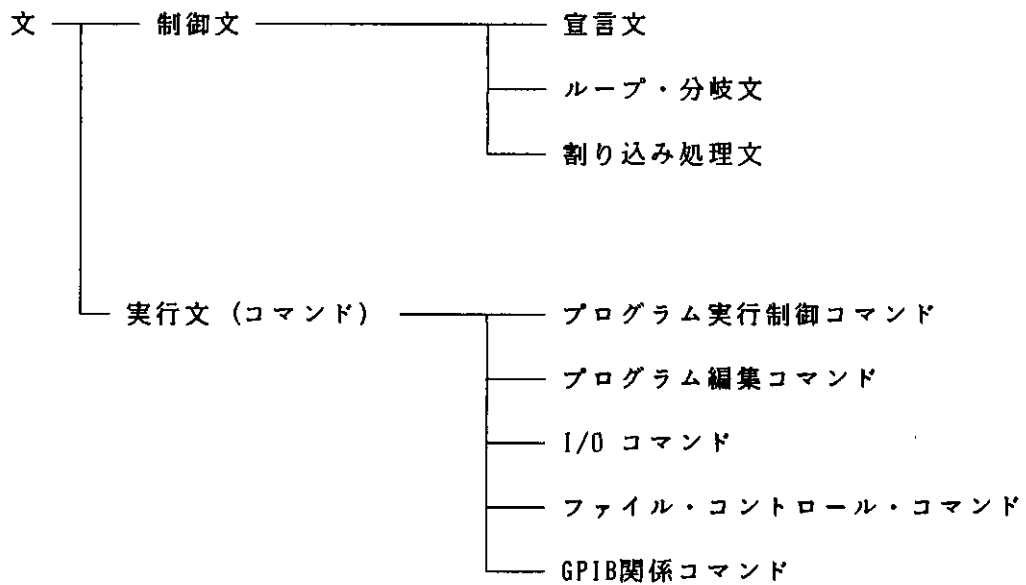 文 制御文 宣言文
ループ・分岐文
割り込み処理文
実行文 (コマンド) プログラム実行制御コマンド
プログラム編集コマンド
I/O コマンド
ファイル・コントロール・コマンド
GPIB関係コマンド